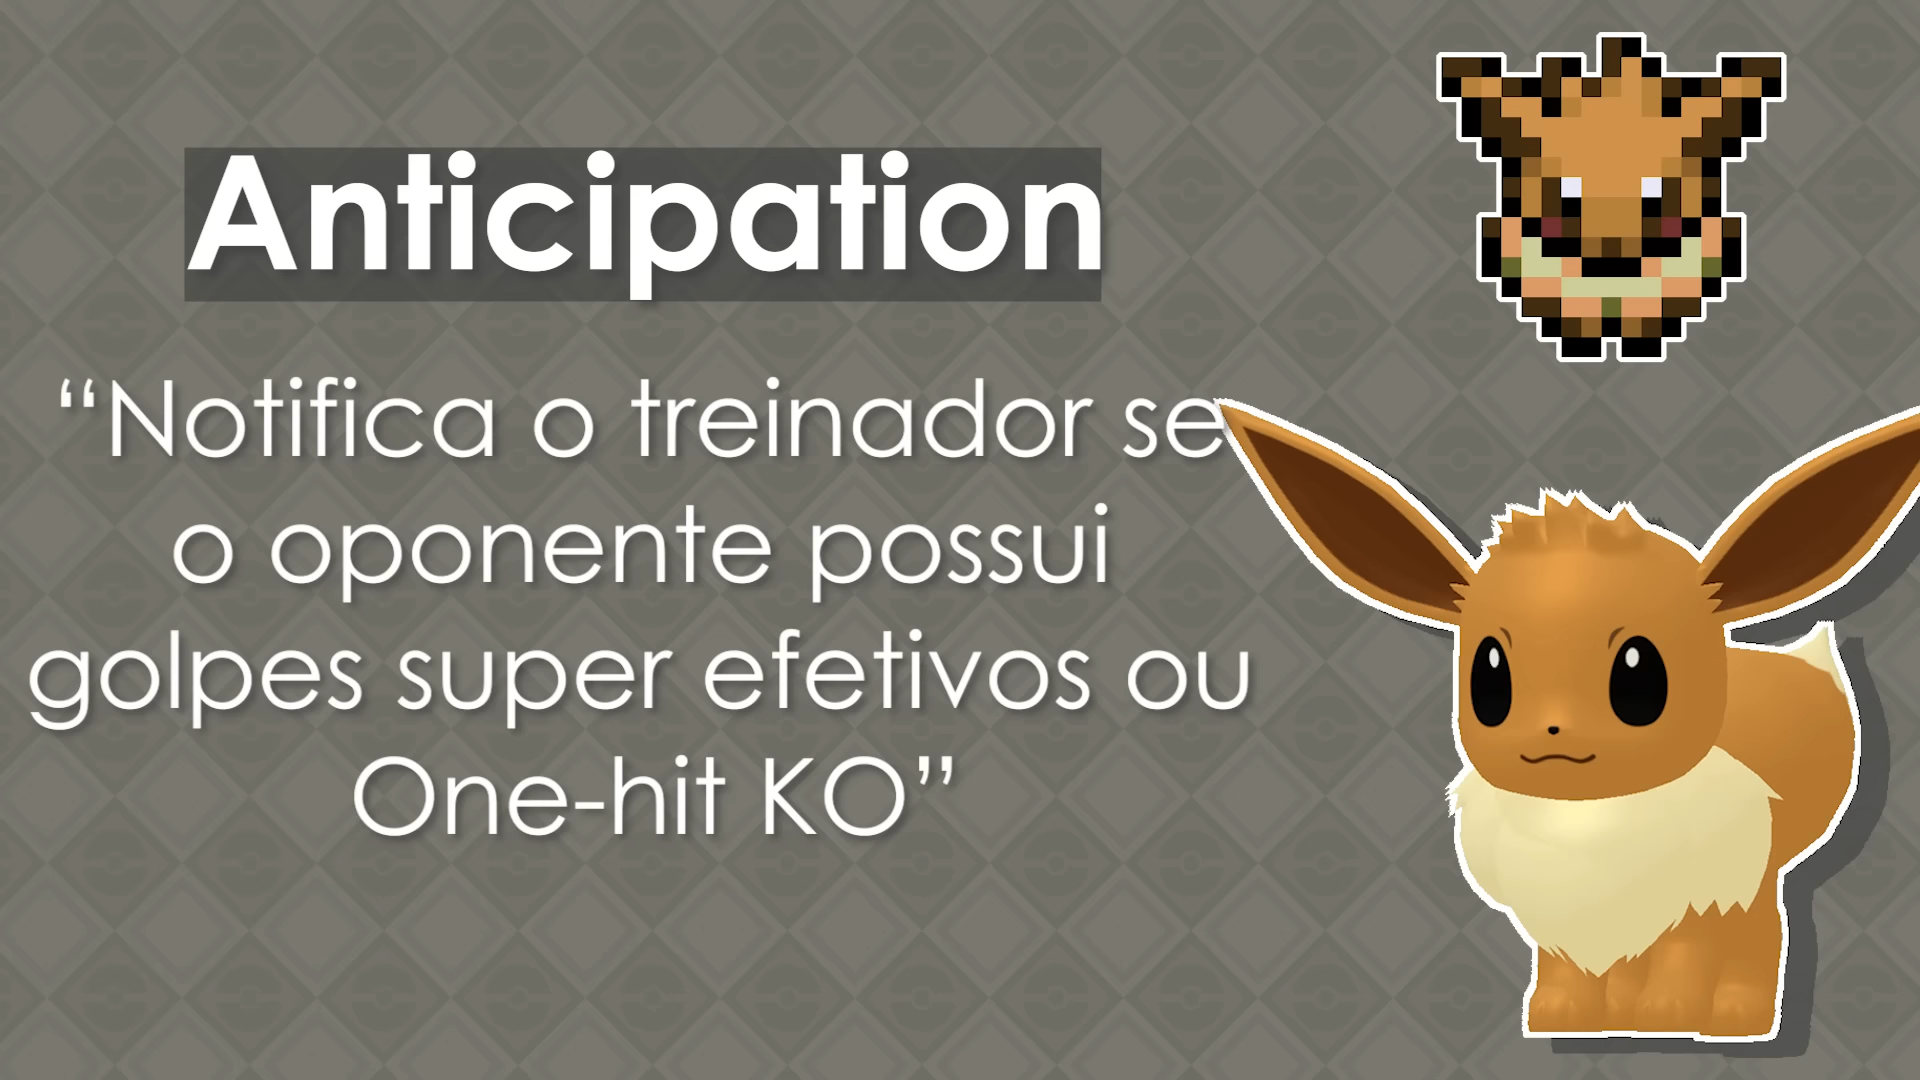 Anticipation
“Notifica o treinador se
o oponente possui
golpes super efetivos ou
One-hit KO”